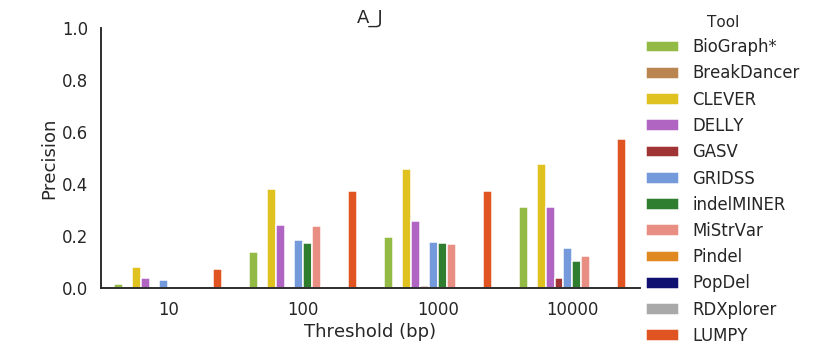 A_J
Precision
1.0
0.8
0.6
0.4
0.2
0.0
10 100 1000 10000
Threshold (bp)
Tool
BioGraph*
BreakDancer
CLEVER
DELLY
GASV
GRIDSS
indelMINER
MiStrVar
Pindel
PopDel
RDXplorer
LUMPY